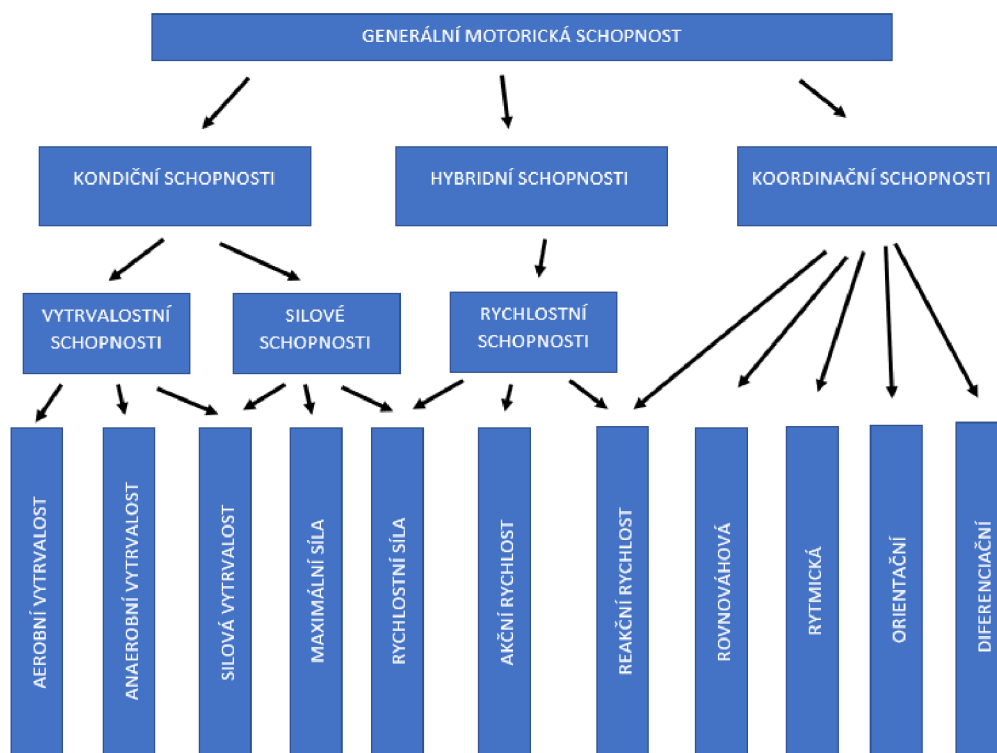 GENERÁLNÍ MOTORICKÁ SCHOPNOST
KONDIČNÍ SCHOPNOSTI
HYBRIDNÍ SCHOPNOSTI
KOORDINAČNÍ SCHOPNOSTI
VYTRVALOSTNÍ
SCHOPNOSTI
SILOVÉ
SCHOPNOSTI
RYCHLOSTNÍ
SCHOPNOSTI
AEROBNÍ VYTRVALOST
ANAEROBNÍ VYTRVALOST
SILOVÁ VYTRVALOST
MAXIMÁLNÍ SÍLA
RYCHLOSTNÍ SÍLA
AKČNÍ RYCHLOST
REAKČNÍ RYCHLOST
ROVNOVÁHOVÁ
RYTMICKÁ
ORIENTAČNÍ
DIFERENCIAČNÍ